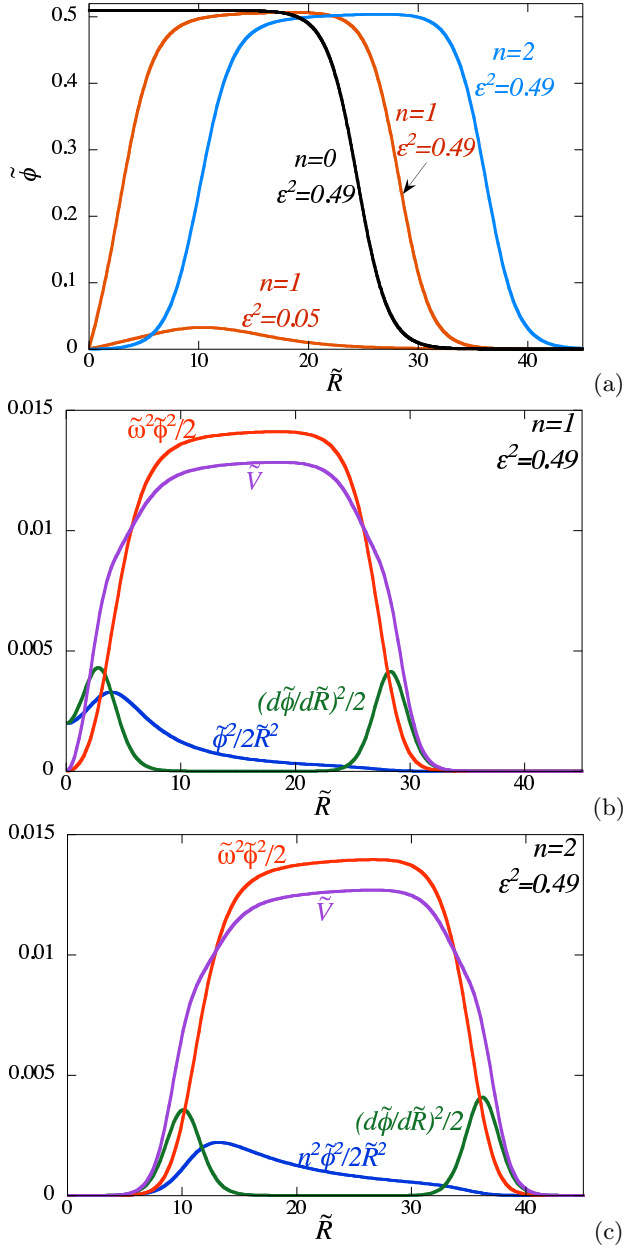 0.5
0.4
0.3
0.2
0.1
0
ϕ̃
n=2
ε²=0.49
n=1
ε²=0.49
n=0
ε²=0.49
n=1
ε²=0.05
0 10 20 30 40
R̃
(a)
0.015
0.01
0.005
0
ω̃²ϕ̃²/2
Ṽ
n=1
ε²=0.49
(dϕ̃/dR̃)²/2
ϕ̃²/2R̃²
0 10 20 30 40
R̃
(b)
0.015
0.01
0.005
0
ω̃²ϕ̃²/2
Ṽ
n=2
ε²=0.49
(dϕ̃/dR̃)²/2
n²ϕ̃²/2R̃²
0 10 20 30 40
R̃
(c)